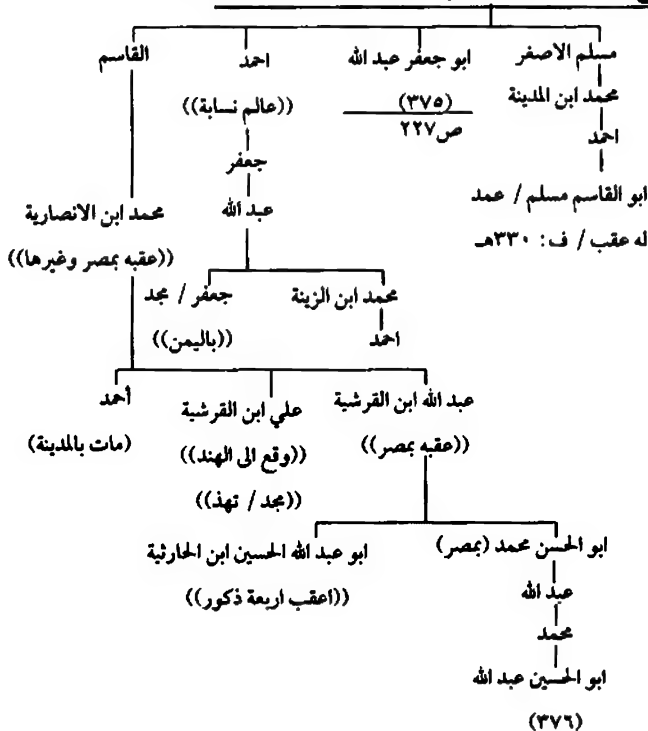 مسلم الاصغر
محمد ابن المدينة
احمد
ابو القاسم مسلم / عمد
له عقب / ف: ٣٣٠هـ
ابو جعفر عبد الله
(٣٧٥)
ص٢٢٧
احمد
((عالم نسابة))
جعفر
عبد الله
محمد ابن الزينة
احمد
جعفر / مجد
((باليمن))
القاسم
محمد ابن الانصارية
((عقبه بمصر وغيرها))
عبد الله ابن القرشية
((عقبه بمصر))
علي ابن القرشية
((وقع الى الهند))
((مجد / تهذ))
أحمد
(مات بالمدينة)
ابو الحسن محمد (بمصر)
عبد الله
محمد
ابو الحسين عبد الله
(٣٧٦)
ابو عبد الله الحسين ابن الحارثية
((اعقب اربعة ذكور))